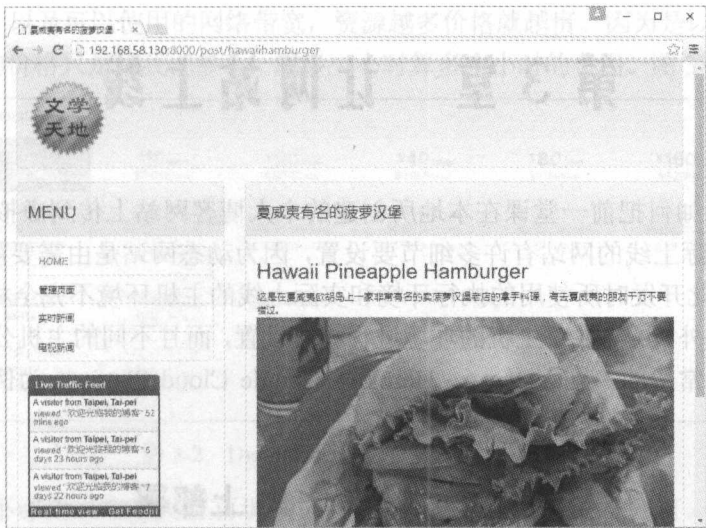 夏威夷有名的菠萝汉堡
192.168.58.130:8000/post/hawaiihamburger
文学
天地
MENU
HOME
管理页面
实时新闻
电视新闻
Live Traffic Feed
A visitor from Taipei, Tai-pei
viewed "欢迎光临我的博客" 52
mins ago
A visitor from Taipei, Tai-pei
viewed "欢迎光临我的博客" 5
days 23 hours ago
A visitor from Taipei, Tai-pei
viewed "欢迎光临我的博客" 7
days 22 hours ago
Real-time view · Get Feedjit
夏威夷有名的菠萝汉堡
Hawaii Pineapple Hamburger
这是在夏威夷欧胡岛上一家非常有名的卖菠萝汉堡老店的拿手料理，有去夏威夷的朋友千万不要
错过。